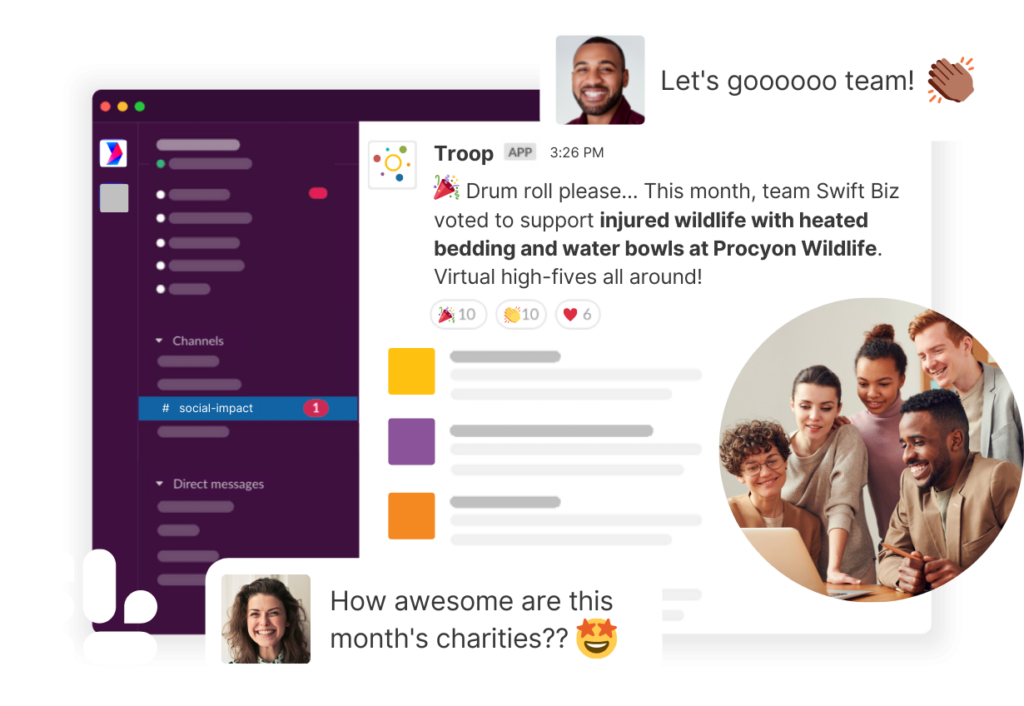 Let's goooooo team! 👏🏾
Troop APP 3:26 PM
🎉 Drum roll please... This month, team Swift Biz
voted to support injured wildlife with heated
bedding and water bowls at Procyon Wildlife.
Virtual high-fives all around!
🎉 10 👏 10 ❤️ 6
Channels
# social-impact 1
Direct messages
How awesome are this
month's charities?? 🤩